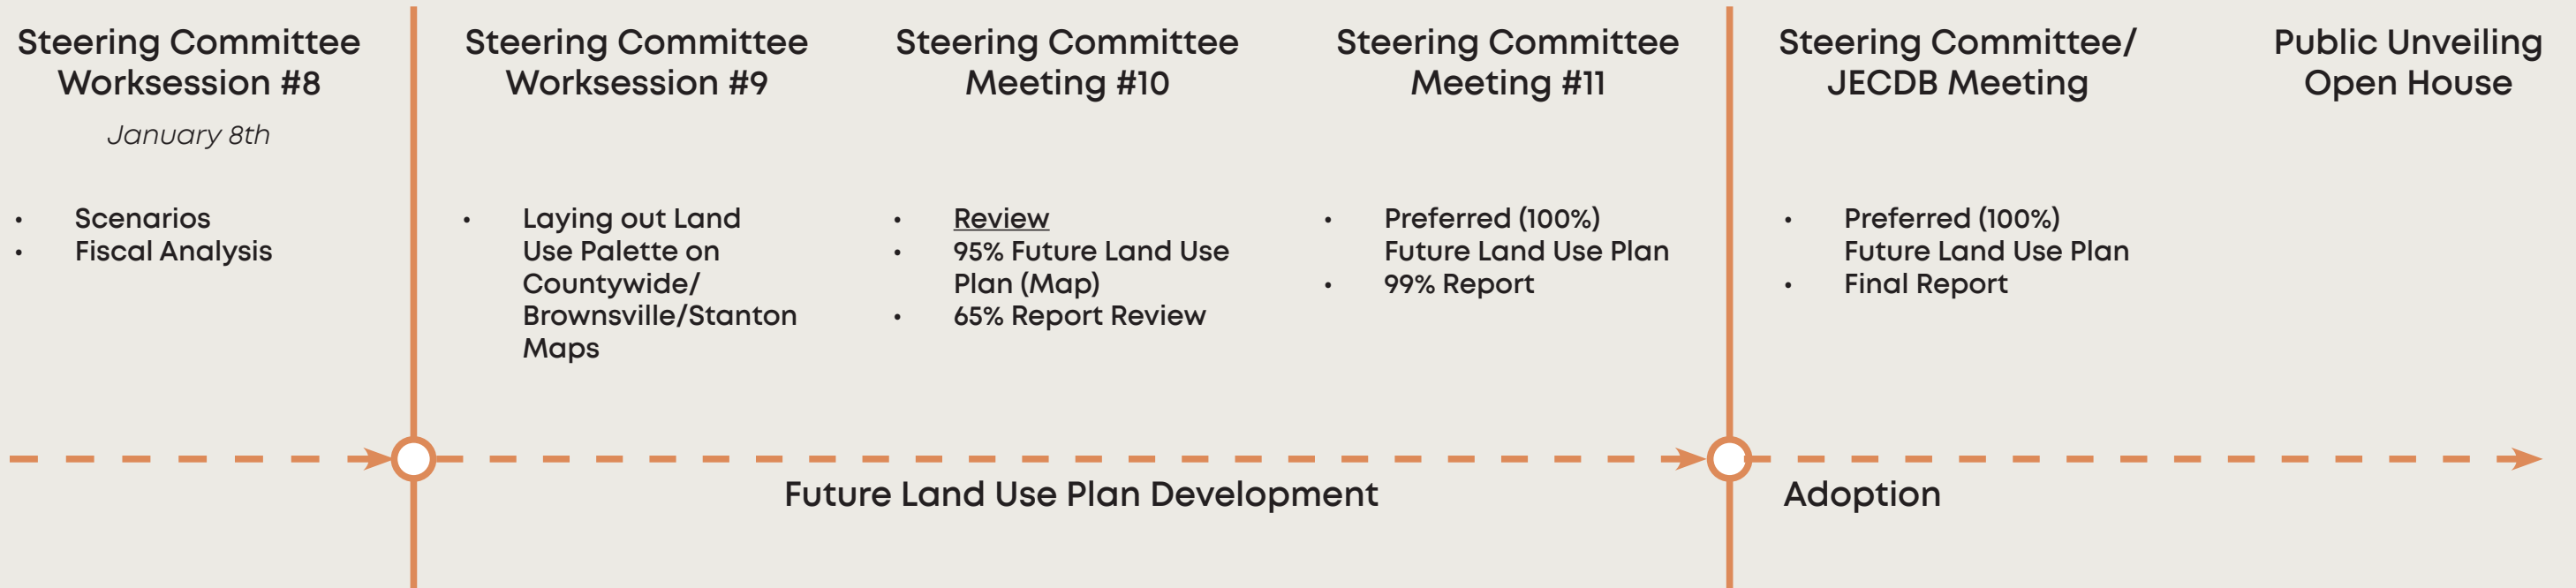 Steering Committee
Worksession #8
January 8th
• Scenarios
• Fiscal Analysis
Steering Committee
Worksession #9
• Laying out Land
Use Palette on
Countywide/
Brownsville/Stanton
Maps
Steering Committee
Meeting #10
• Review
• 95% Future Land Use
Plan (Map)
• 65% Report Review
Steering Committee
Meeting #11
• Preferred (100%)
Future Land Use Plan
• 99% Report
Steering Committee/
JECDB Meeting
• Preferred (100%)
Future Land Use Plan
• Final Report
Public Unveiling
Open House
Future Land Use Plan Development
Adoption